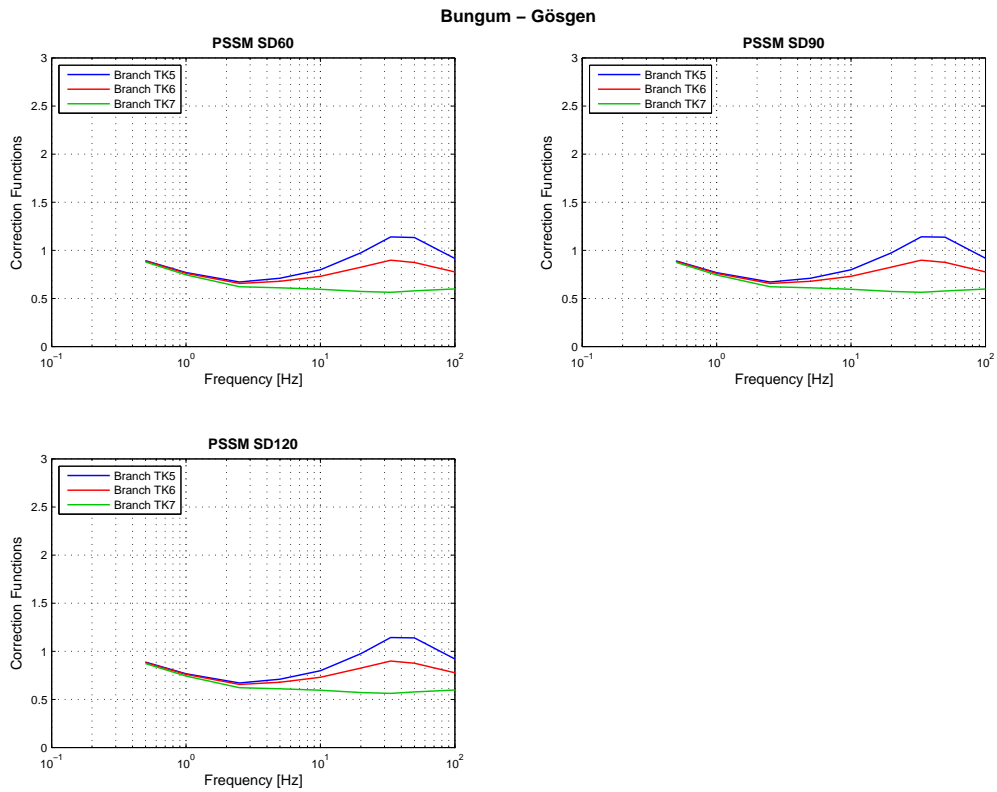 Bungum − Gösgen
PSSM SD60
Branch TK5
Branch TK6
Branch TK7
Correction Functions
3
2.5
2
1.5
1
0.5
0
10^−1
10^0
10^1
10^2
Frequency [Hz]
PSSM SD90
Branch TK5
Branch TK6
Branch TK7
Correction Functions
3
2.5
2
1.5
1
0.5
0
10^−1
10^0
10^1
10^2
Frequency [Hz]
PSSM SD120
Branch TK5
Branch TK6
Branch TK7
Correction Functions
3
2.5
2
1.5
1
0.5
0
10^−1
10^0
10^1
10^2
Frequency [Hz]